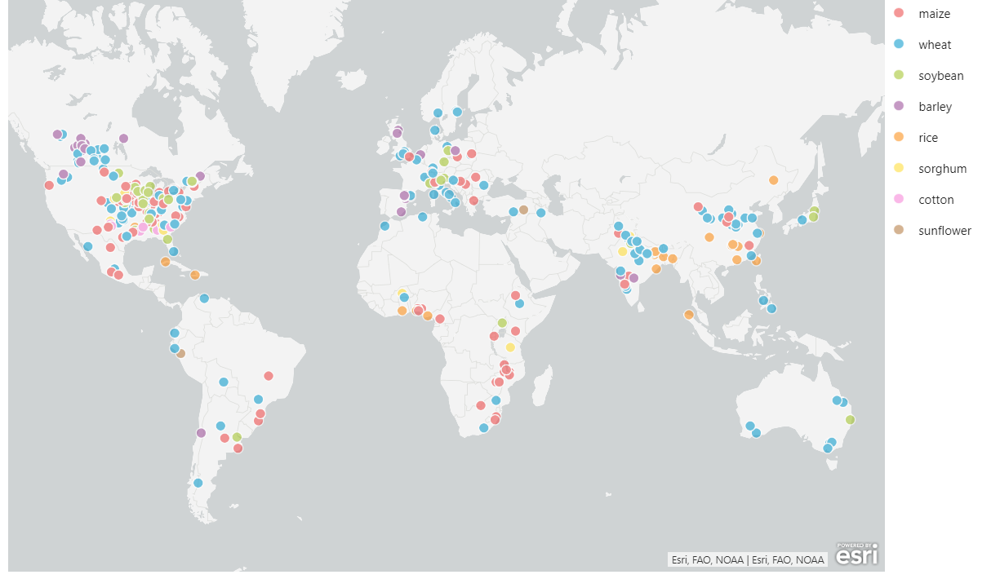 maize
wheat
soybean
barley
rice
sorghum
cotton
sunflower
Esri, FAO, NOAA | Esri, FAO, NOAA
POWERED BY
esri